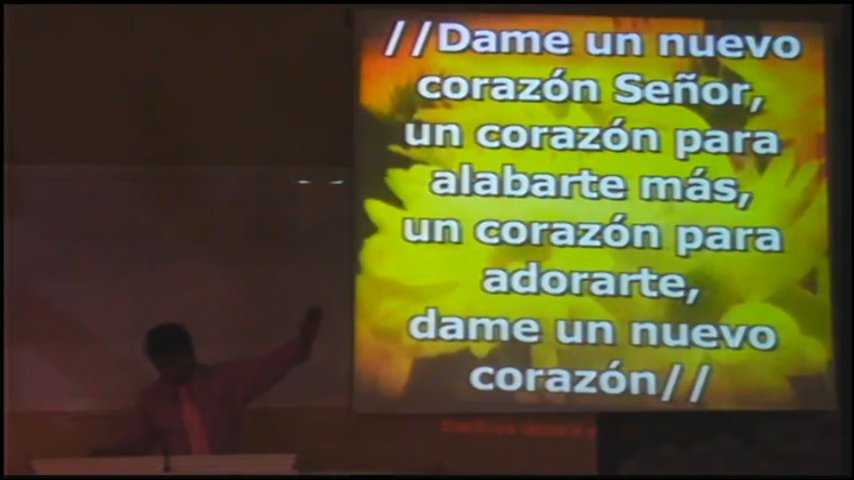 //Dame un nuevo
corazón Señor,
un corazón para
alabarte más,
un corazón para
adorarte,
dame un nuevo
corazón//